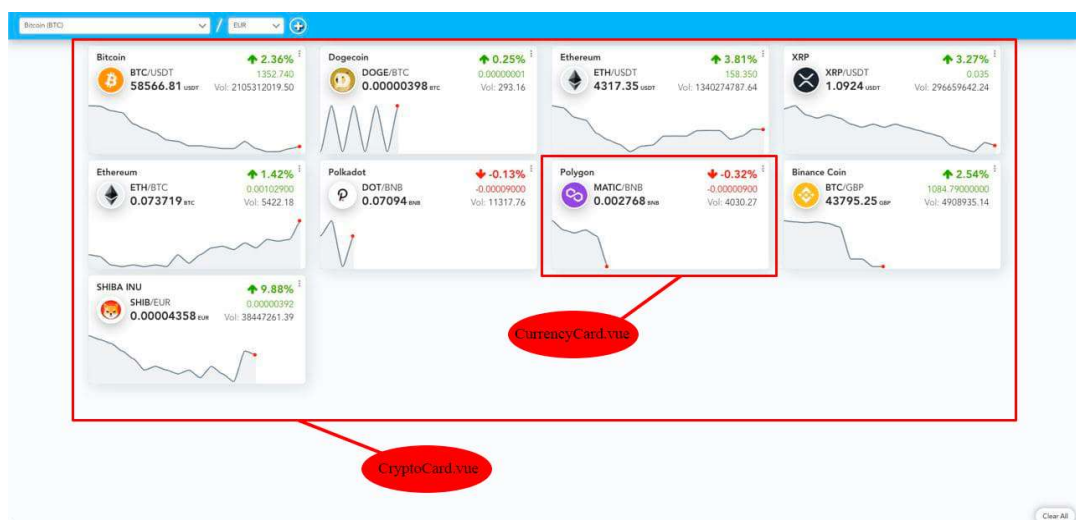 Bitcoin (BTC)
/
EUR
Bitcoin
2.36%
BTC/USDT
1352.740
58566.81 USDT
Vol: 2105312019.50
Dogecoin
0.25%
DOGE/BTC
0.00000001
0.00000398 BTC
Vol: 293.16
Ethereum
3.81%
ETH/USDT
158.350
4317.35 USDT
Vol: 1340274787.64
XRP
3.27%
XRP/USDT
0.035
1.0924 USDT
Vol: 296659642.24
Ethereum
1.42%
ETH/BTC
0.00102900
0.073719 BTC
Vol: 5422.18
Polkadot
-0.13%
DOT/BNB
-0.00009000
0.07094 BNB
Vol: 11317.76
Polygon
-0.32%
MATIC/BNB
-0.00000900
0.002768 BNB
Vol: 4030.27
Binance Coin
2.54%
BTC/GBP
1084.79000000
43795.25 GBP
Vol: 4908935.14
SHIBA INU
9.88%
SHIB/EUR
0.00000392
0.00004358 EUR
Vol: 38447261.39
CurrencyCard.vue
CryptoCard.vue
Clear All